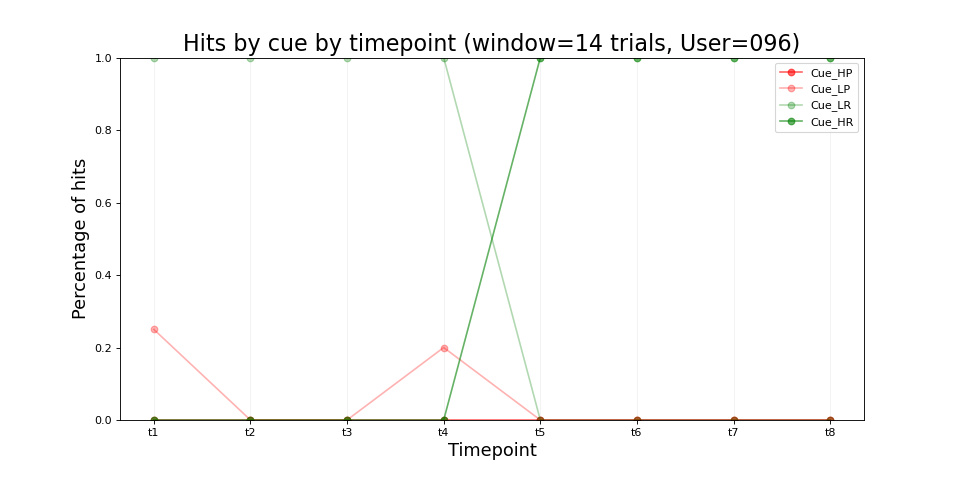 Hits by cue by timepoint (window=14 trials, User=096)
Percentage of hits
1.0
0.8
0.6
0.4
0.2
0.0
Cue_HP
Cue_LP
Cue_LR
Cue_HR
t1 t2 t3 t4 t5 t6 t7 t8
Timepoint